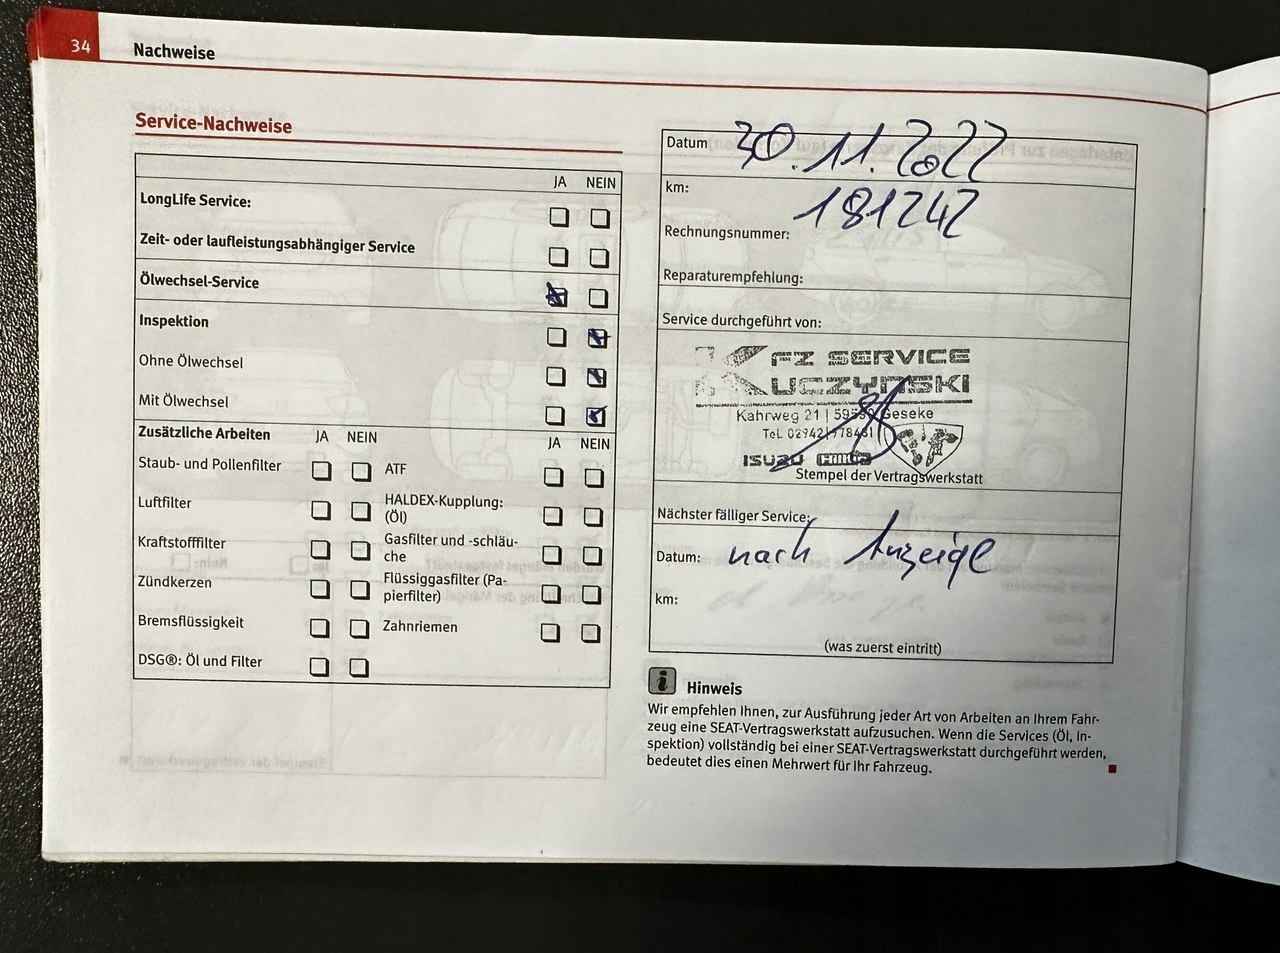 34
Nachweise
Service-Nachweise
JA NEIN
LongLife Service:
Zeit- oder laufleistungsabhängiger Service
Ölwechsel-Service
Inspektion
Ohne Ölwechsel
Mit Ölwechsel
Zusätzliche Arbeiten JA NEIN JA NEIN
Staub- und Pollenfilter
Luftfilter
Kraftstofffilter
Zündkerzen
Bremsflüssigkeit
DSG®: Öl und Filter
ATF
HALDEX-Kupplung:
(Öl)
Gasfilter und -schläu-
che
Flüssiggasfilter (Pa-
pierfilter)
Zahnriemen
Datum 30.11.2022
km: 181242
Rechnungsnummer:
Reparaturempfehlung:
Service durchgeführt von:
KFZ SERVICE
KUCZYNSKI
Kahrweg 21 | 59590 Geseke
Tel. 02942
ISUZU
Stempel der Vertragswerkstatt
Nächster fälliger Service:
Datum: nach Anzeige
km:
(was zuerst eintritt)
i Hinweis
Wir empfehlen Ihnen, zur Ausführung jeder Art von Arbeiten an Ihrem Fahr-
zeug eine SEAT-Vertragswerkstatt aufzusuchen. Wenn die Services (Öl, In-
spektion) vollständig bei einer SEAT-Vertragswerkstatt durchgeführt werden,
bedeutet dies einen Mehrwert für Ihr Fahrzeug.